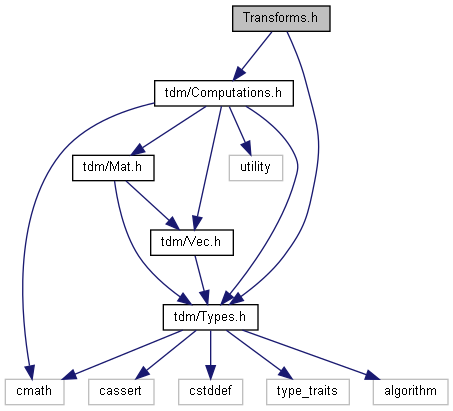 Transforms.h
tdm/Computations.h
tdm/Mat.h
utility
tdm/Vec.h
tdm/Types.h
cmath
cassert
cstddef
type_traits
algorithm